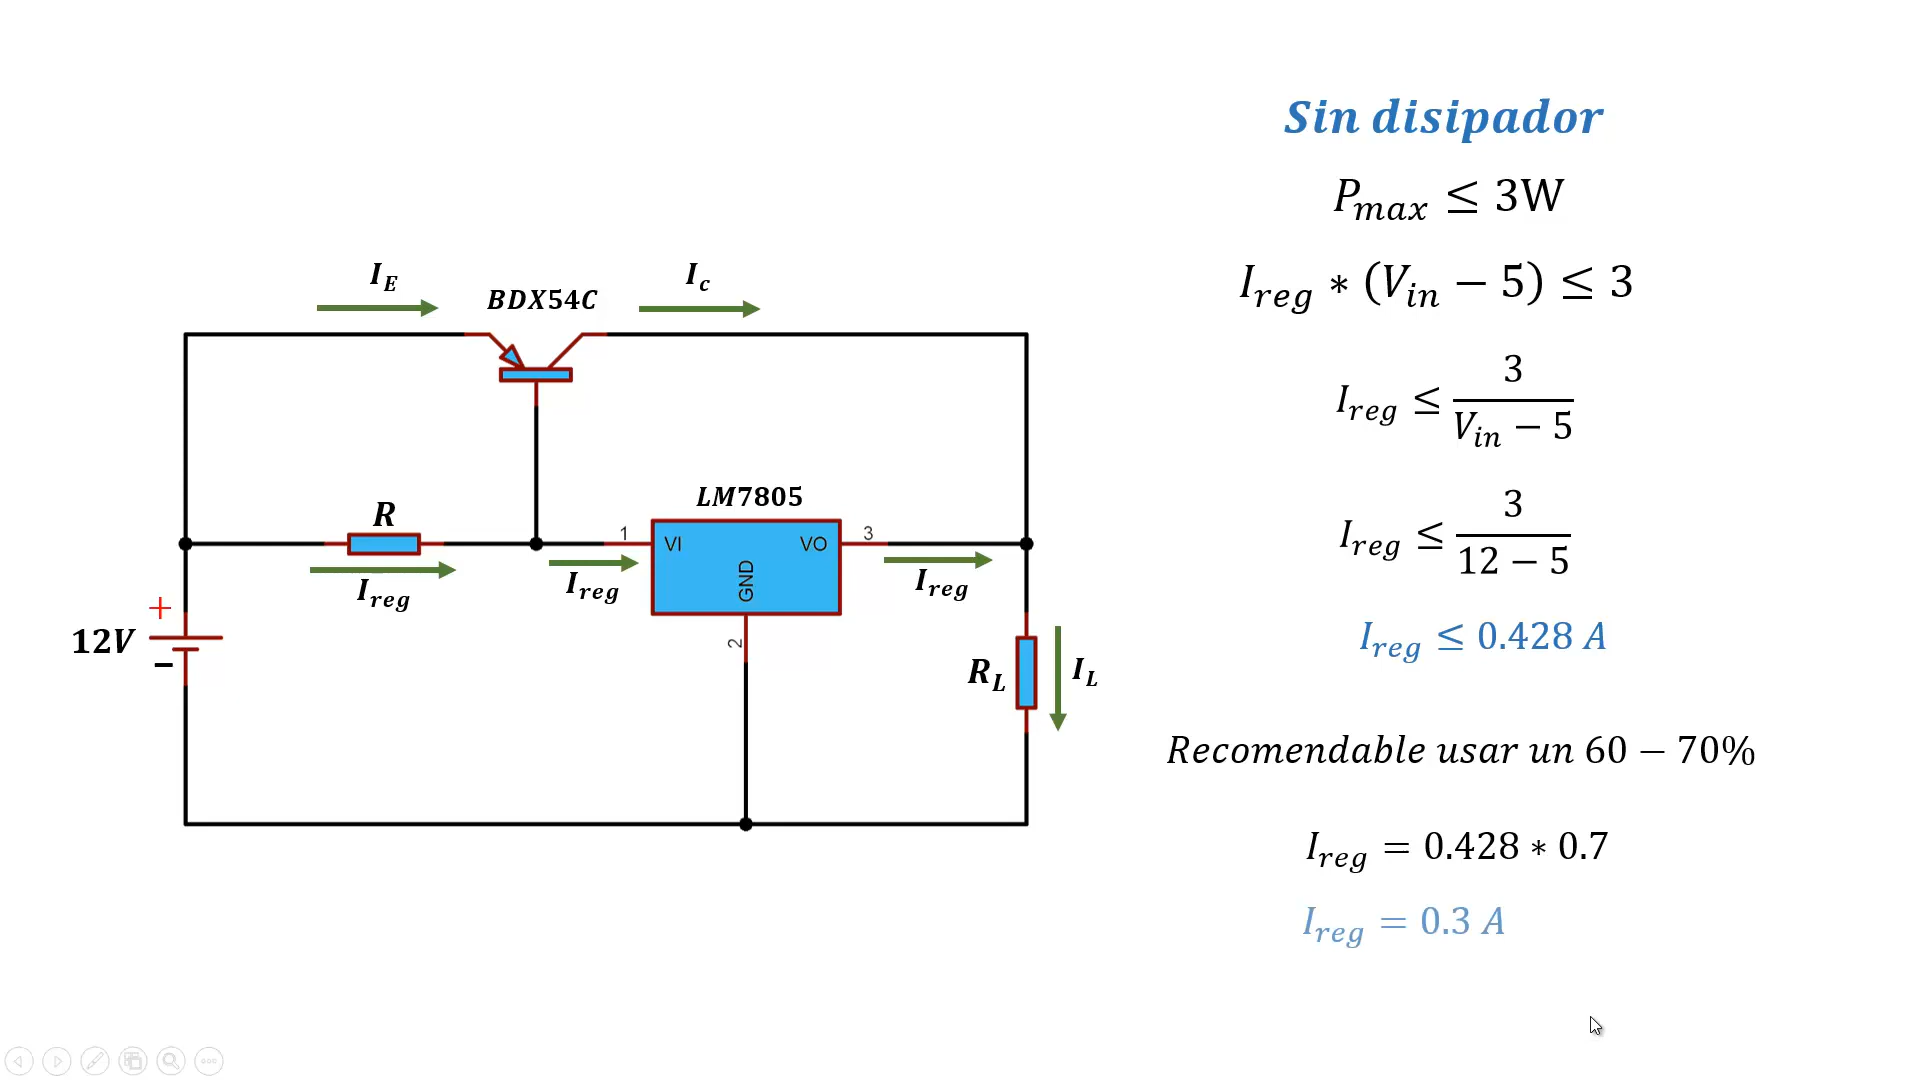 Sin disipador
P_max ≤ 3W
I_reg * (V_in − 5) ≤ 3
I_reg ≤ 3 / (V_in − 5)
I_reg ≤ 3 / (12 − 5)
I_reg ≤ 0.428 A
Recomendable usar un 60 − 70%
I_reg = 0.428 * 0.7
I_reg = 0.3 A
I_E
BDX54C
I_c
R
I_reg
LM7805
1
VI
VO
3
GND
2
I_reg
I_reg
+
12V
−
R_L
I_L